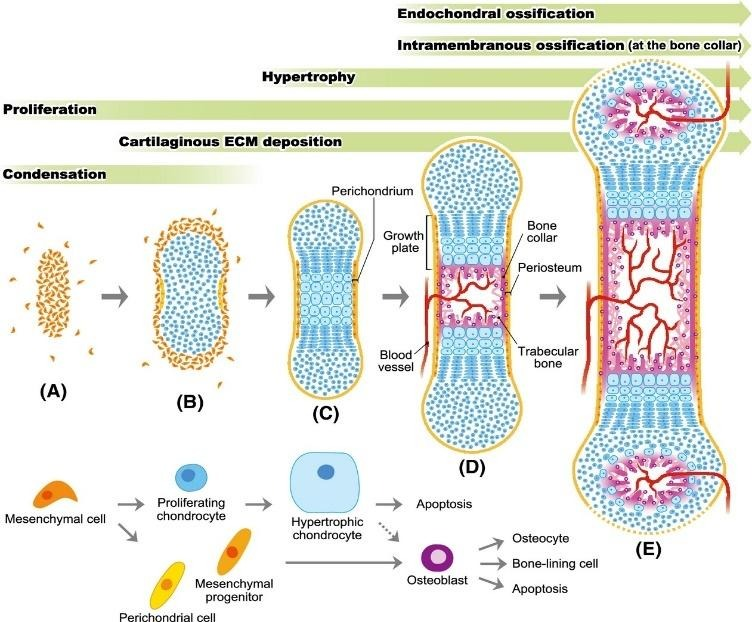 Endochondral ossification
Intramembranous ossification (at the bone collar)
Hypertrophy
Proliferation
Cartilaginous ECM deposition
Condensation
Perichondrium
Growth
plate
Bone
collar
Periosteum
Blood
vessel
Trabecular
bone
(A)
(B)
(C)
(D)
(E)
Mesenchymal cell
Proliferating
chondrocyte
Hypertrophic
chondrocyte
Apoptosis
Mesenchymal
progenitor
Perichondrial cell
Osteoblast
Osteocyte
Bone-lining cell
Apoptosis